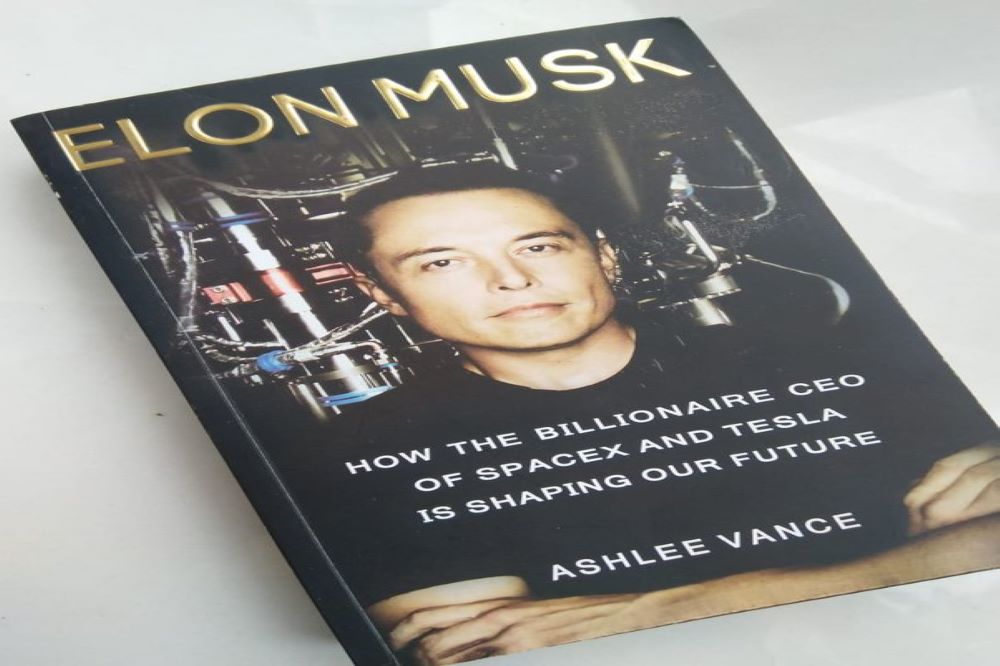 ELON MUSK
HOW THE BILLIONAIRE CEO
OF SPACEX AND TESLA
IS SHAPING OUR FUTURE
ASHLEE VANCE